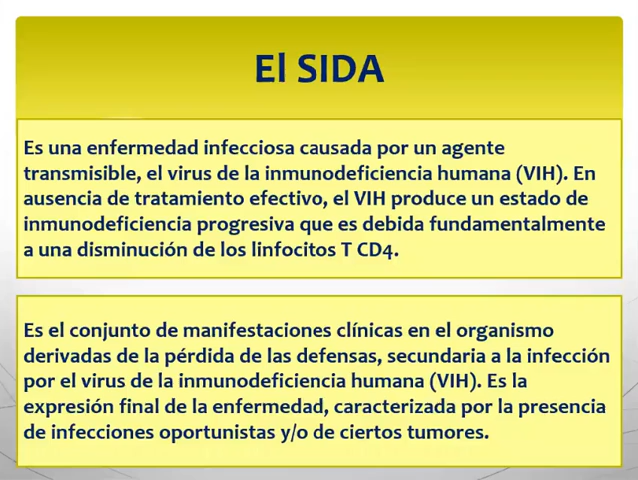 El SIDA
Es una enfermedad infecciosa causada por un agente
transmisible, el virus de la inmunodeficiencia humana (VIH). En
ausencia de tratamiento efectivo, el VIH produce un estado de
inmunodeficiencia progresiva que es debida fundamentalmente
a una disminución de los linfocitos T CD4.
Es el conjunto de manifestaciones clínicas en el organismo
derivadas de la pérdida de las defensas, secundaria a la infección
por el virus de la inmunodeficiencia humana (VIH). Es la
expresión final de la enfermedad, caracterizada por la presencia
de infecciones oportunistas y/o de ciertos tumores.